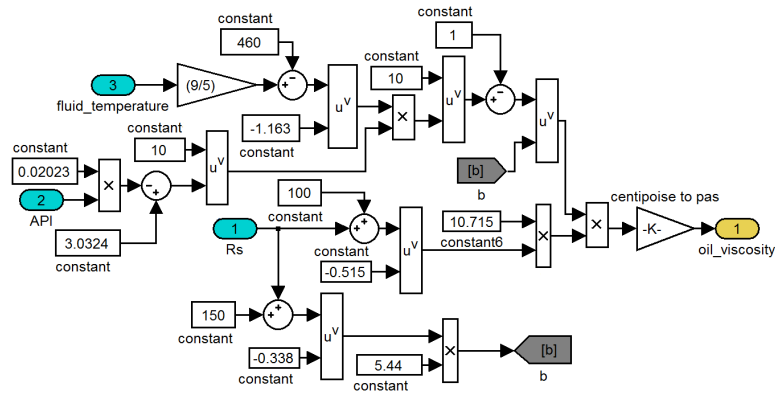 constant
460
−
+
constant
1
−
+
3
fluid_temperature
(9/5)
constant
10
u^v
u^v
u^v
-1.163
constant
×
constant
10
constant
0.02023
×
2
API
−
+
u^v
3.0324
constant
[b]
b
100
constant
+
+
1
Rs
-0.515
constant
u^v
10.715
constant6
×
×
centipoise to pas
-K-
1
oil_viscosity
150
constant
+
+
-0.338
constant
u^v
5.44
constant
×
[b]
b